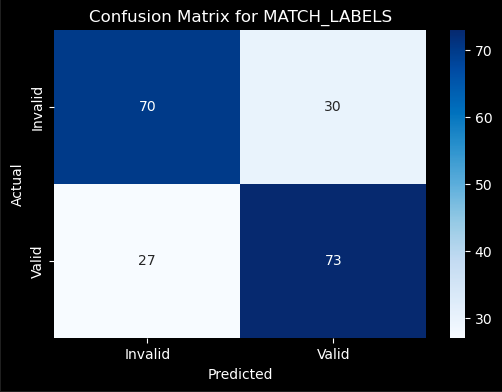 Confusion Matrix for MATCH_LABELS
Actual
Invalid
70
30
Valid
27
73
Invalid
Valid
Predicted
70
60
50
40
30